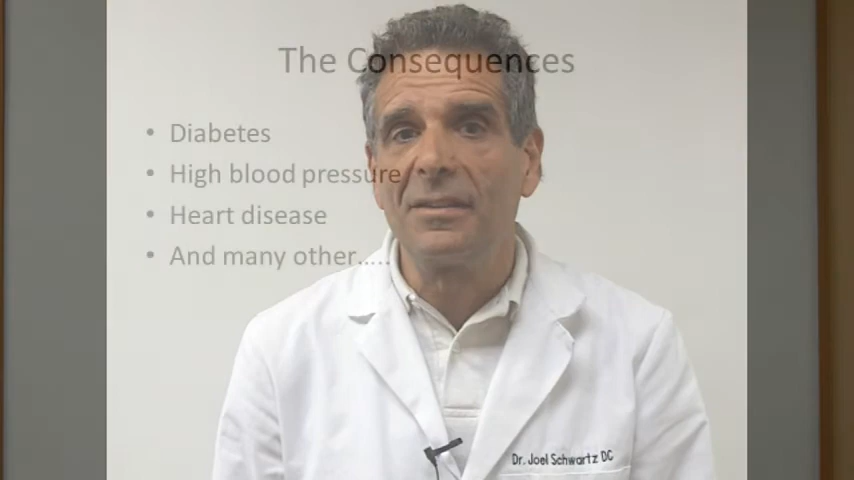 The Consequences
• Diabetes
• High blood pressure
• Heart disease
• And many other…..
Dr. Joel Schwartz DC